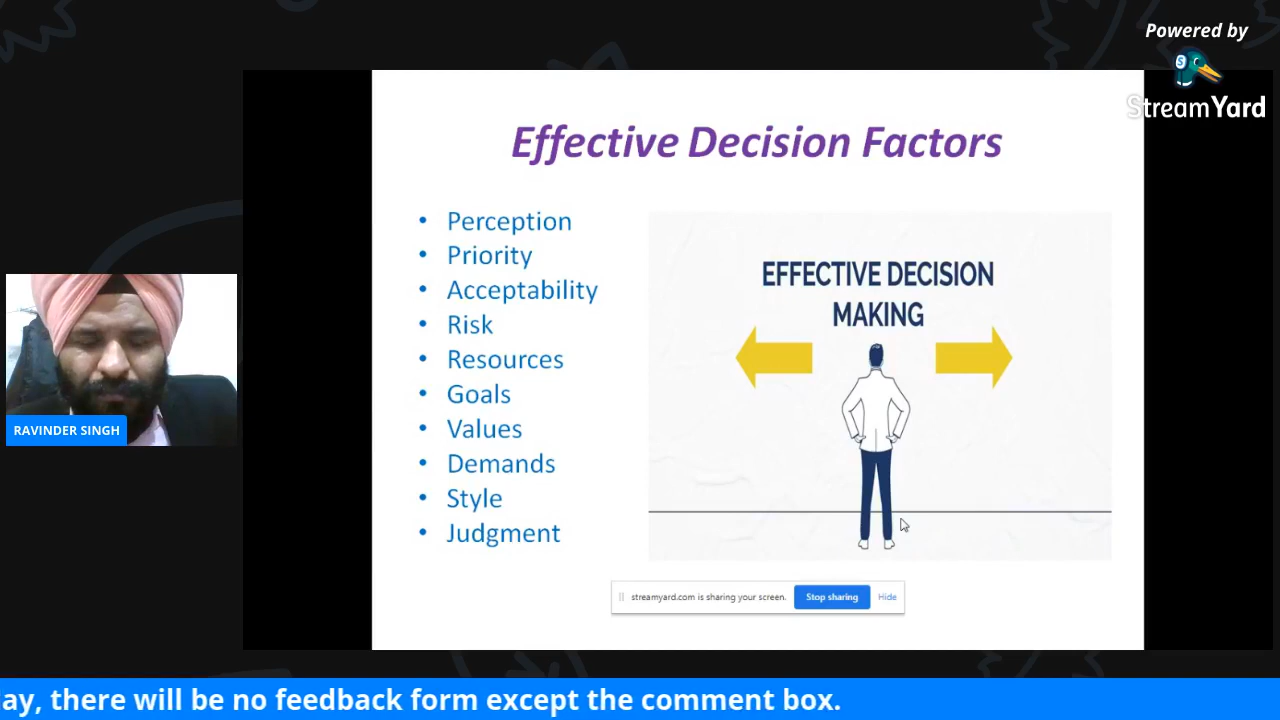 Powered by
StreamYard
Effective Decision Factors
• Perception
• Priority
• Acceptability
• Risk
• Resources
• Goals
• Values
• Demands
• Style
• Judgment
EFFECTIVE DECISION
MAKING
RAVINDER SINGH
streamyard.com is sharing your screen. Stop sharing Hide
ay, there will be no feedback form except the comment box.